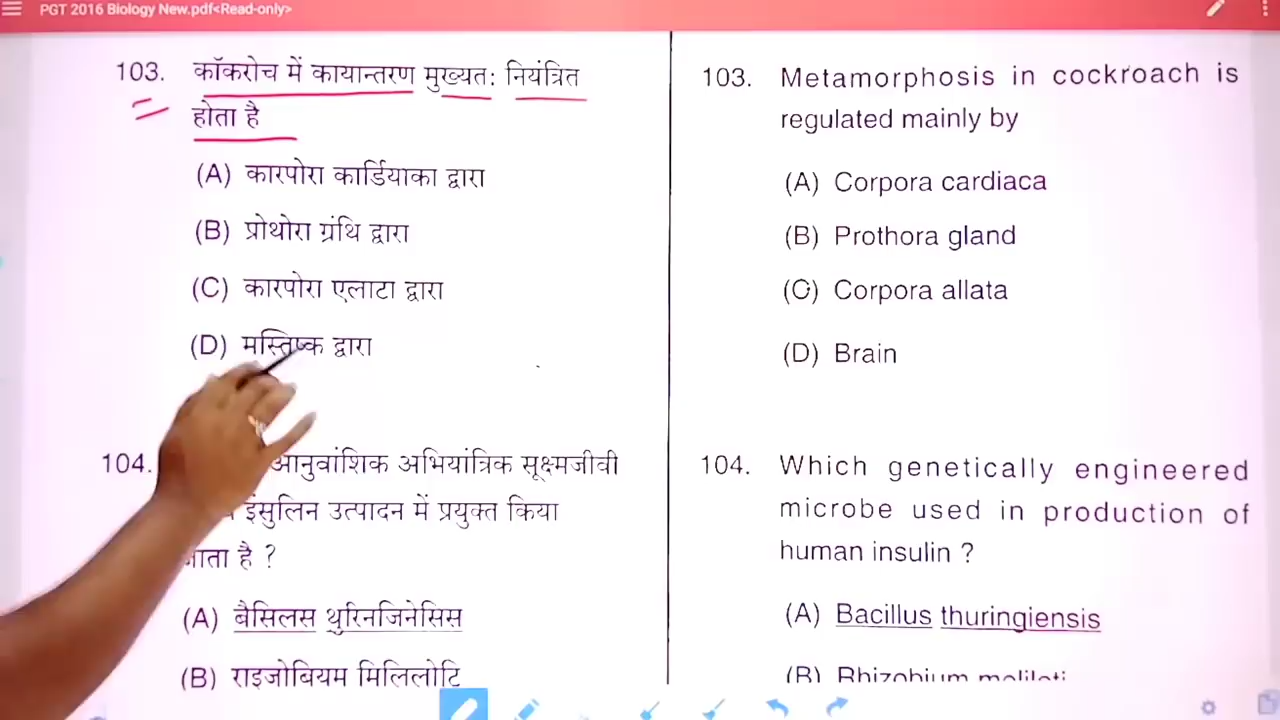 PGT 2016 Biology New.pdf<Read-only>
103. कॉकरोच में कायान्तरण मुख्यतः नियंत्रित
होता है
(A) कारपोरा कार्डियाका द्वारा
(B) प्रोथोरा ग्रंथि द्वारा
(C) कारपोरा एलाटा द्वारा
(D) मस्तिष्क द्वारा
104. आनुवांशिक अभियांत्रिक सूक्ष्मजीवी
ईंसुलिन उत्पादन में प्रयुक्त किया
है ?
(A) बैसिलस थुरिनजिनेसिस
(B) राइजोबियम मिलिलोटि
103. Metamorphosis in cockroach is
regulated mainly by
(A) Corpora cardiaca
(B) Prothora gland
(C) Corpora allata
(D) Brain
104. Which genetically engineered
microbe used in production of
human insulin ?
(A) Bacillus thuringiensis
(B) Rhizobium meliloti